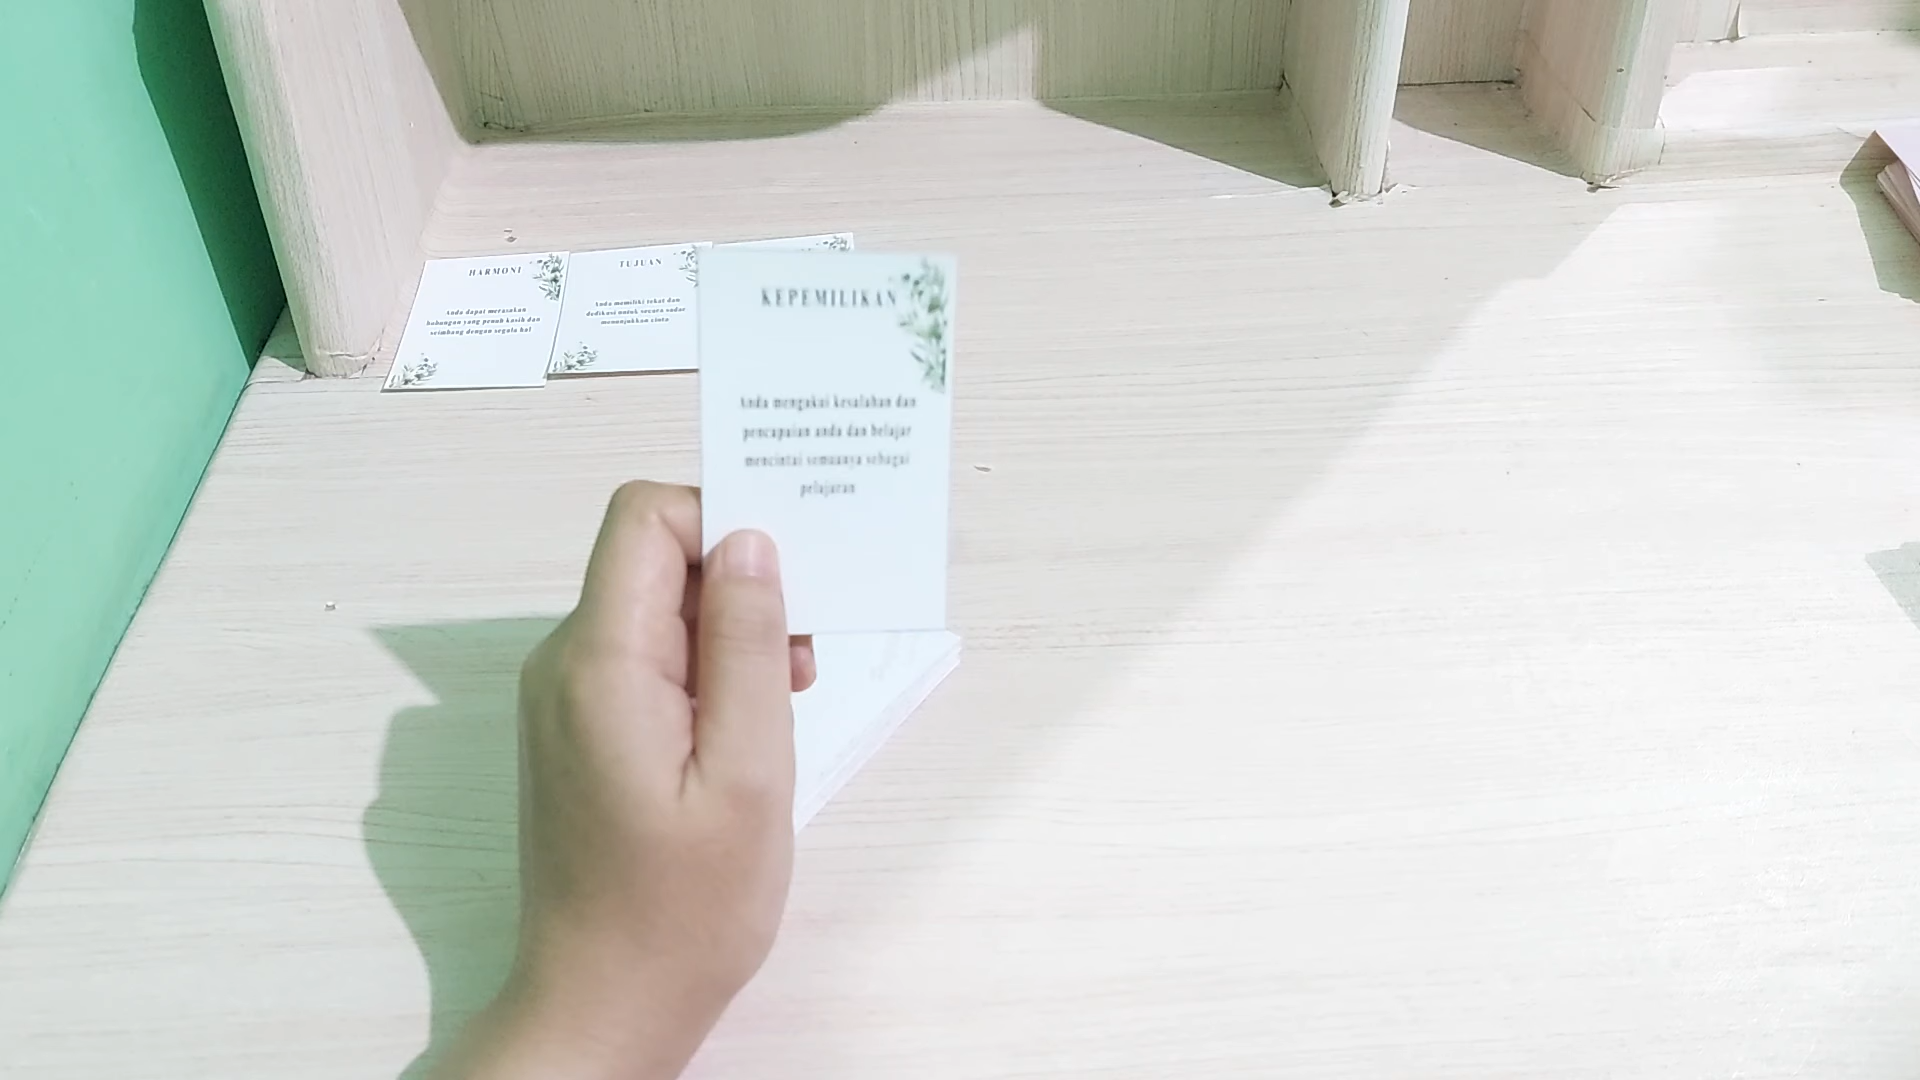 HARMONI
Anda dapat merasakan
hubungan yang penuh kasih dan
seimbang dengan segala hal
TUJUAN
Anda memiliki tekat dan
dedikasi untuk secara sadar
menunjukkan cinta
KEPEMILIKAN
Anda mengakui kesalahan dan
pencapaian anda dan belajar
mencintai semuanya sebagai
pelajaran